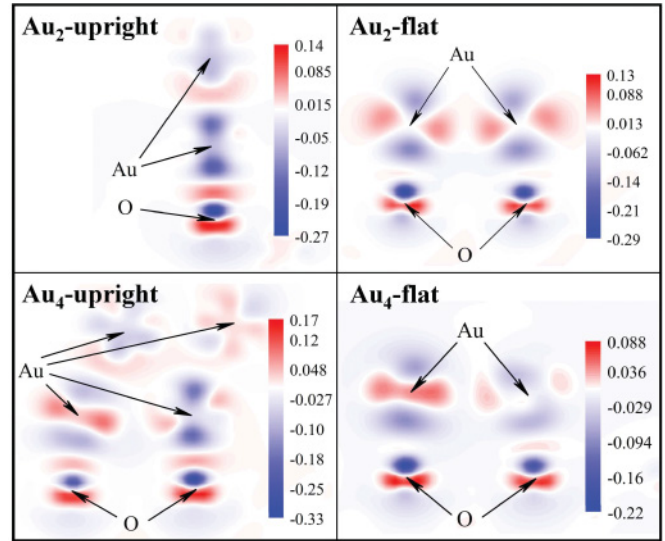 Au2-upright
Au
Au
O
0.14
0.085
0.015
-0.05
-0.12
-0.19
-0.27
Au2-flat
Au
O
0.13
0.088
0.013
-0.062
-0.14
-0.21
-0.29
Au4-upright
Au
O
0.17
0.12
0.048
-0.027
-0.10
-0.18
-0.25
-0.33
Au4-flat
Au
O
0.088
0.036
-0.029
-0.094
-0.16
-0.22